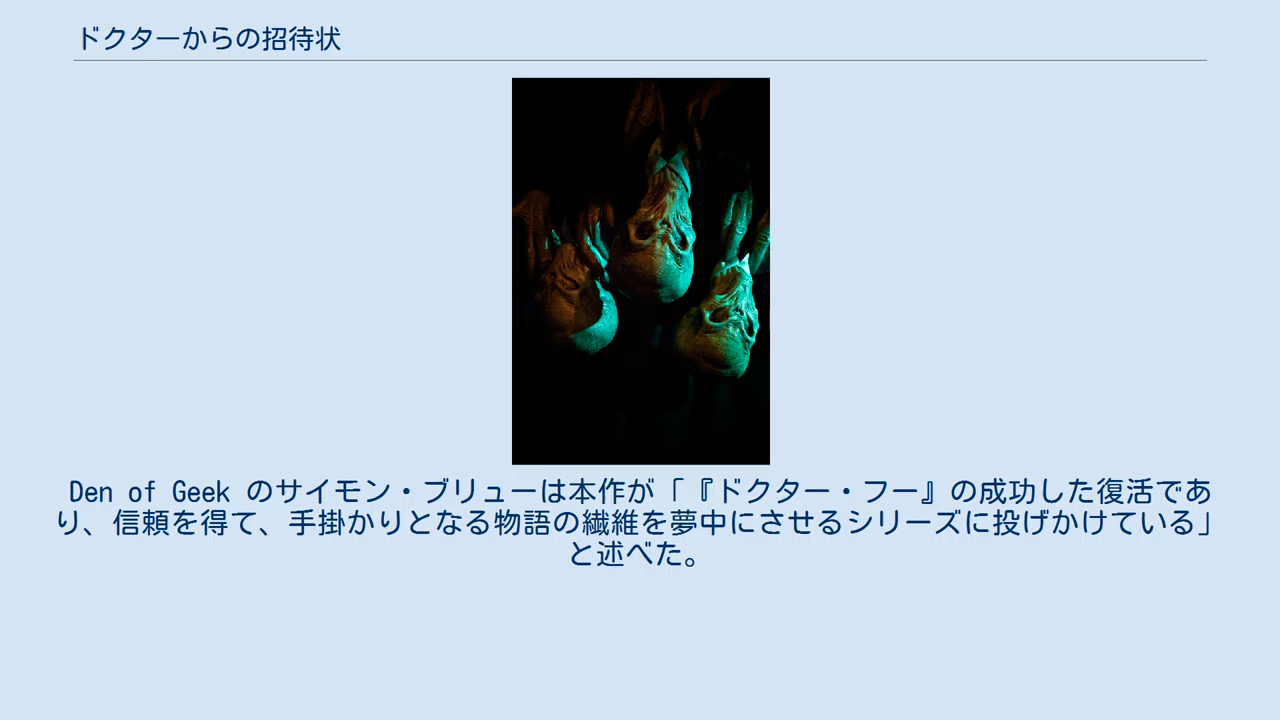 ドクターからの招待状
Den of Geek のサイモン・ブリューは本作が「『ドクター・フー』の成功した復活であ
り、信頼を得て、手掛かりとなる物語の繊維を夢中にさせるシリーズに投げかけている」
と述べた。